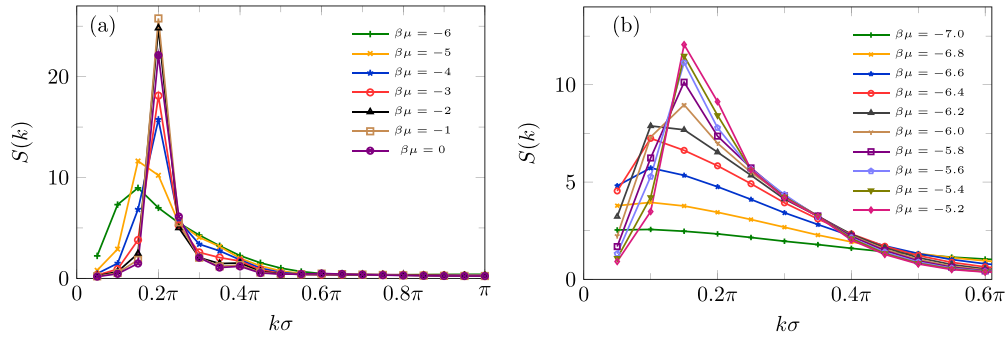 (a)
S(k)
20
10
0
βμ = −6
βμ = −5
βμ = −4
βμ = −3
βμ = −2
βμ = −1
βμ = 0
0 0.2π 0.4π 0.6π 0.8π π
kσ
(b)
S(k)
10
5
0
βμ = −7.0
βμ = −6.8
βμ = −6.6
βμ = −6.4
βμ = −6.2
βμ = −6.0
βμ = −5.8
βμ = −5.6
βμ = −5.4
βμ = −5.2
0 0.2π 0.4π 0.6π
kσ